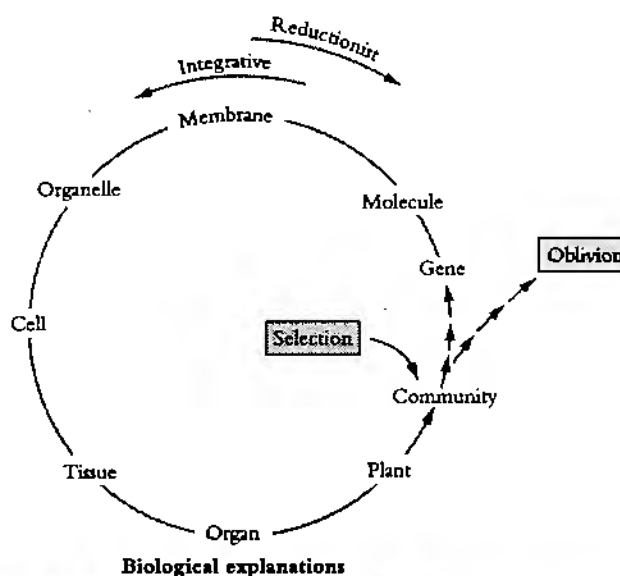 Reductionist
Integrative
Membrane
Organelle
Molecule
Gene
Oblivion
Cell
Selection
Community
Tissue
Plant
Organ
Biological explanations